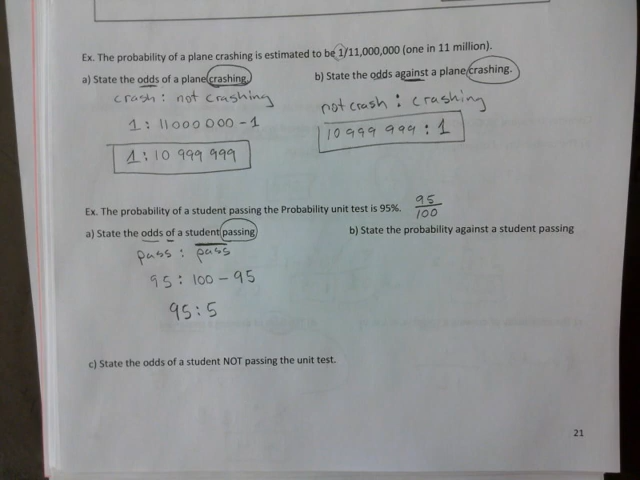 Ex. The probability of a plane crashing is estimated to be 1/11,000,000 (one in 11 million).
a) State the odds of a plane crashing.
b) State the odds against a plane crashing.
crash : not crashing
not crash : crashing
1 : 11000000 - 1
10 999 999 : 1
1 : 10 999 999
Ex. The probability of a student passing the Probability unit test is 95%. 95/100
a) State the odds of a student passing
b) State the probability against a student passing
pass : pass
95 : 100 - 95
95 : 5
c) State the odds of a student NOT passing the unit test.
21